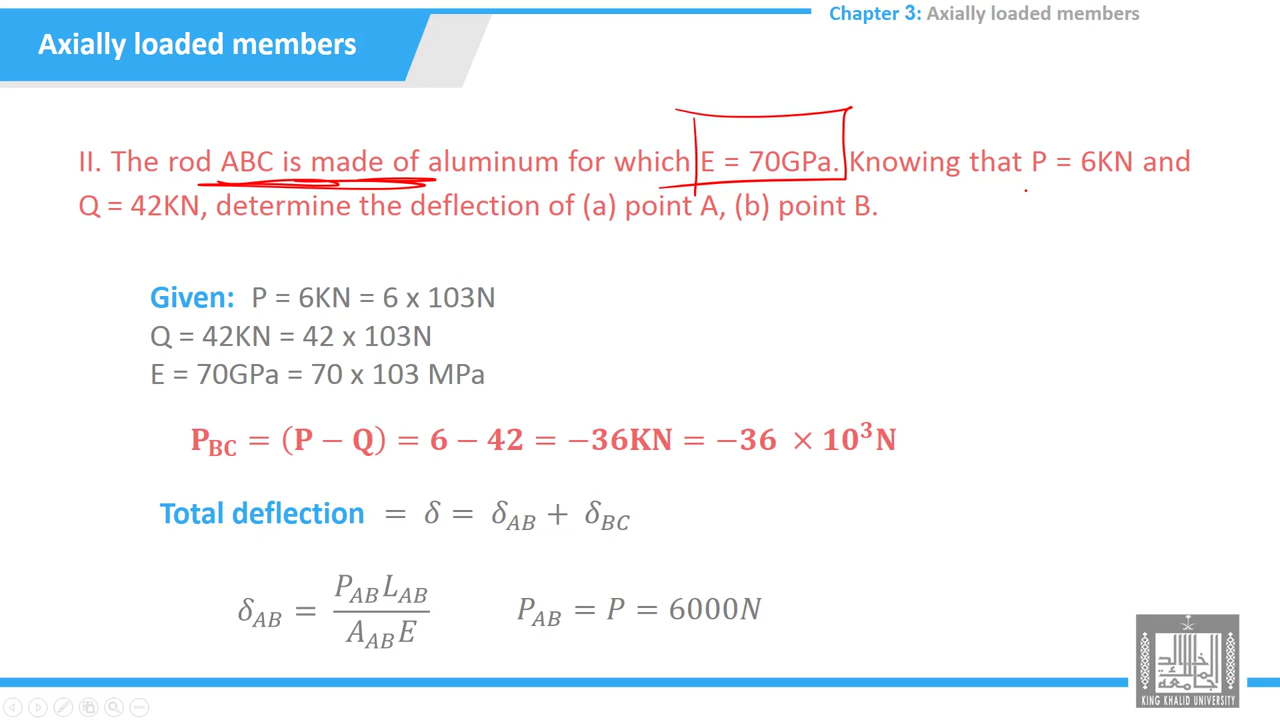 Chapter 3: Axially loaded members
Axially loaded members
II. The rod ABC is made of aluminum for which E = 70GPa. Knowing that P = 6KN and
Q = 42KN, determine the deflection of (a) point A, (b) point B.
Given: P = 6KN = 6 x 103N
Q = 42KN = 42 x 103N
E = 70GPa = 70 x 103 MPa
P_BC = (P − Q) = 6 − 42 = −36KN = −36 × 10³N
Total deflection = δ = δ_AB + δ_BC
δ_AB = P_AB L_AB / A_AB E    P_AB = P = 6000N
جامعة الملك خالد
KING KHALID UNIVERSITY